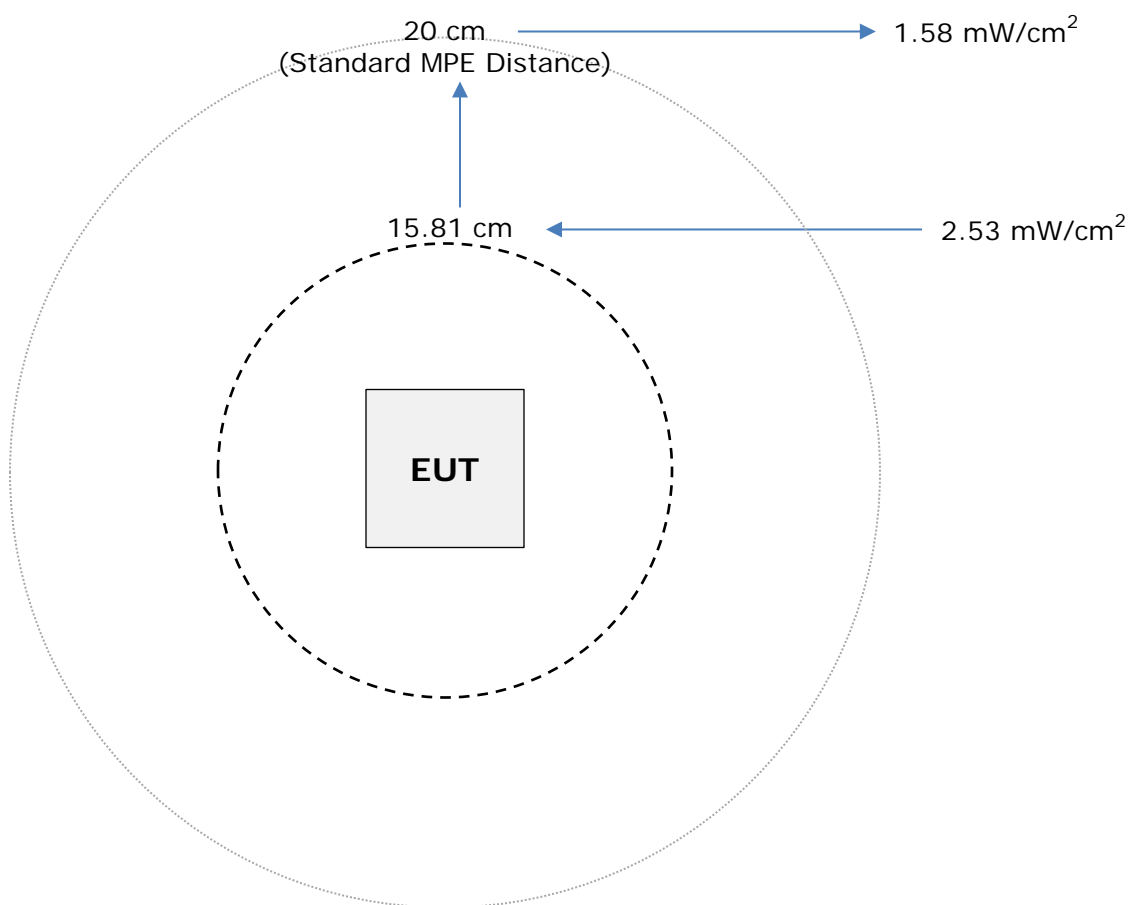 20 cm
(Standard MPE Distance)
1.58 mW/cm²
15.81 cm
2.53 mW/cm²
EUT